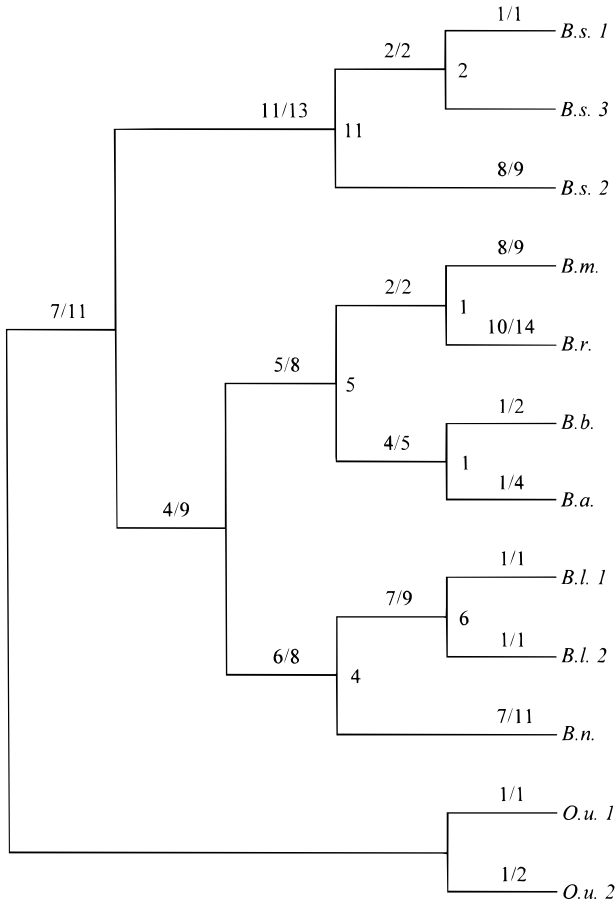 1/1
B.s. 1
2/2
2
B.s. 3
11/13
11
8/9
B.s. 2
8/9
B.m.
2/2
1
10/14
B.r.
7/11
5/8
5
1/2
B.b.
4/5
1
1/4
B.a.
4/9
1/1
B.l. 1
7/9
6
1/1
B.l. 2
6/8
4
7/11
B.n.
1/1
O.u. 1
1/2
O.u. 2